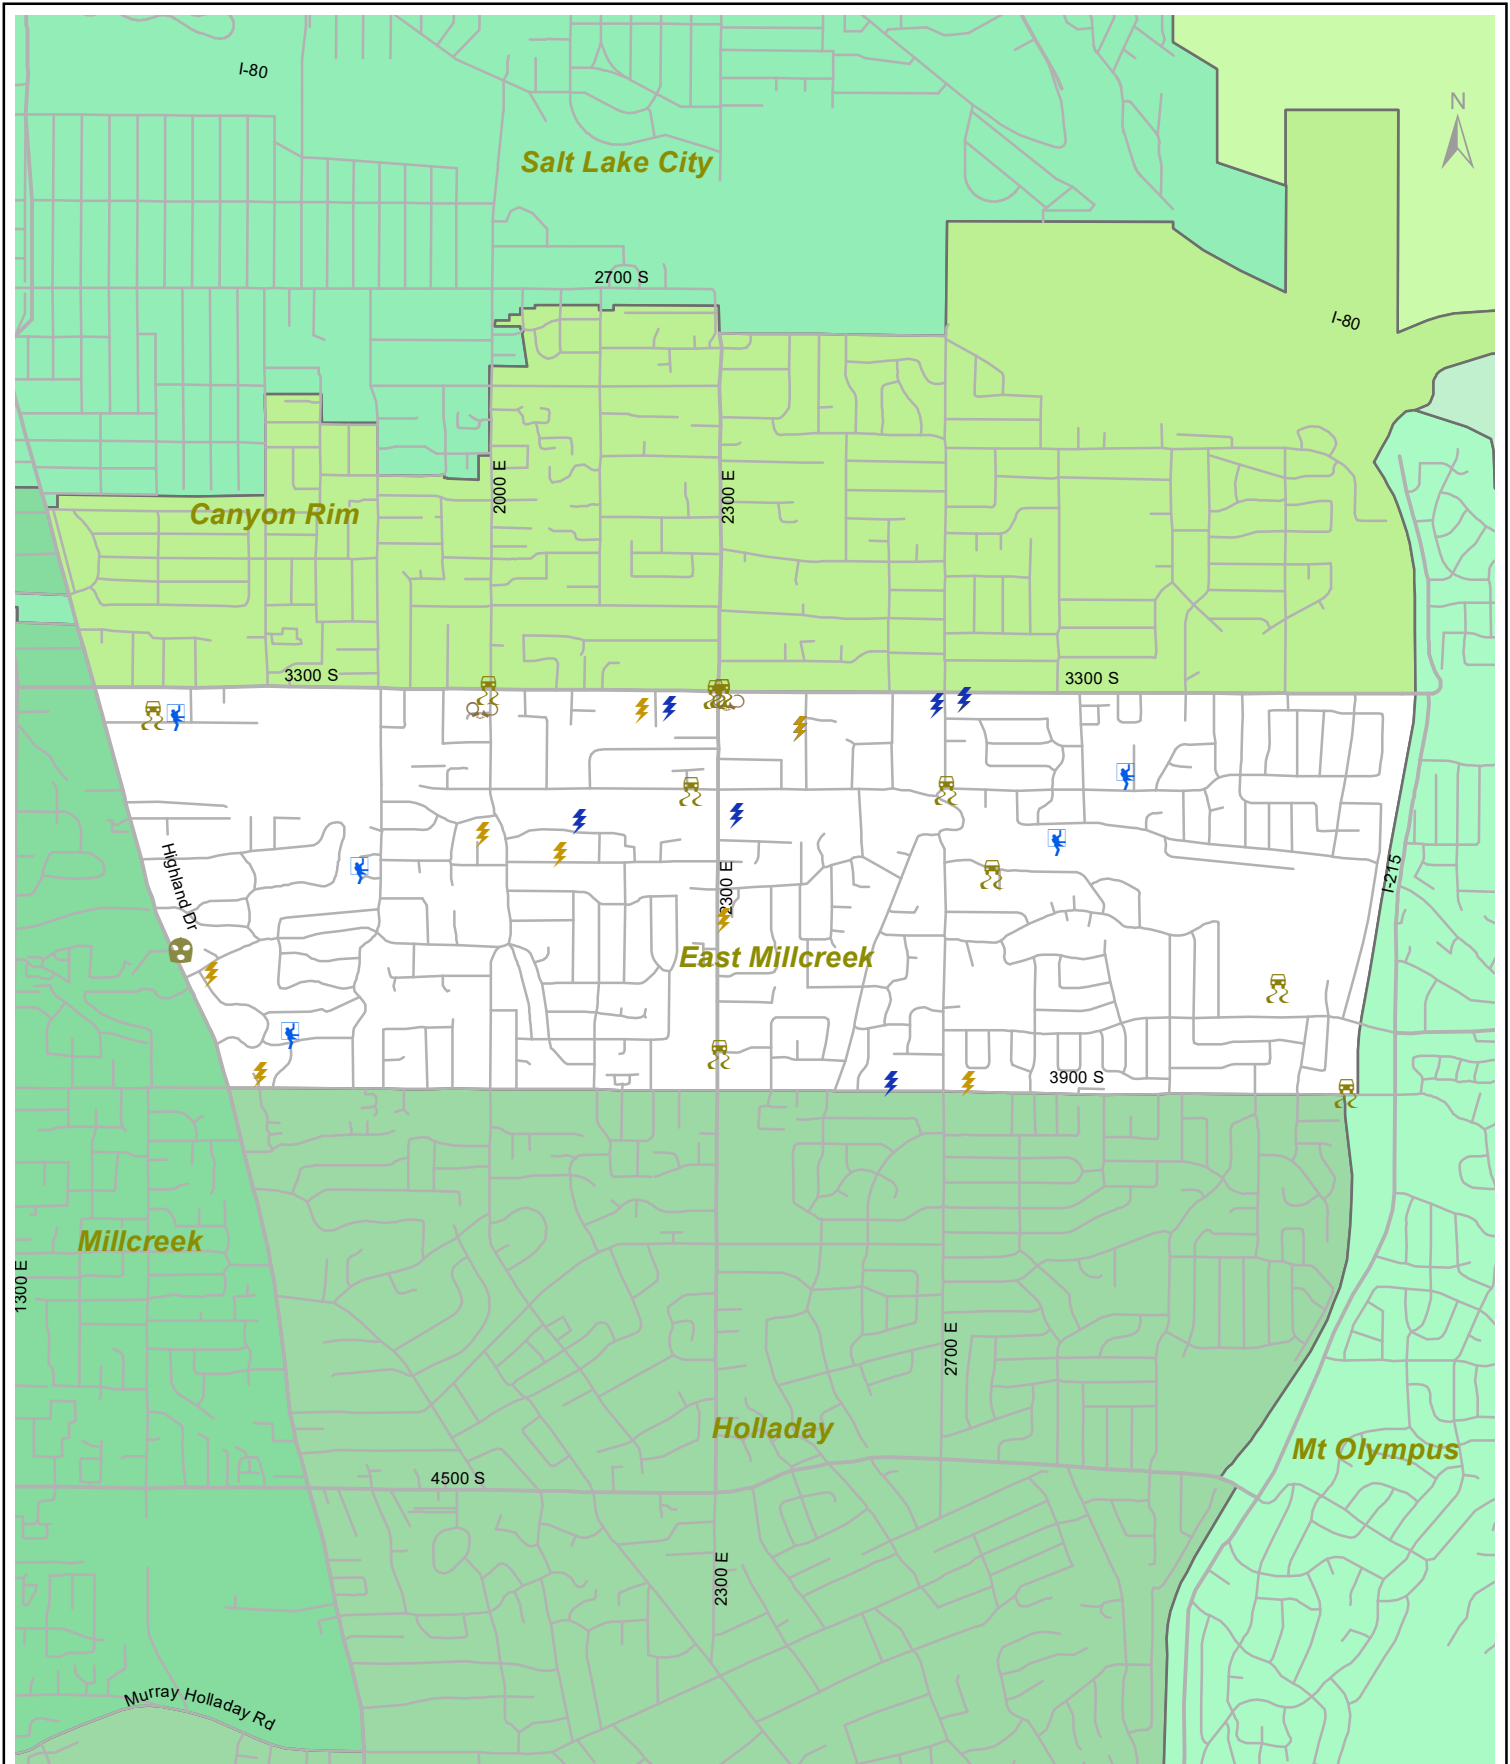 I-80
N
Salt Lake City
2700 S
I-80
2000 E
2300 E
Canyon Rim
3300 S
3300 S
Highland Dr
2300 E
I-215
East Millcreek
3900 S
Millcreek
1300 E
2700 E
Holladay
Mt Olympus
4500 S
2300 E
Murray Holladay Rd